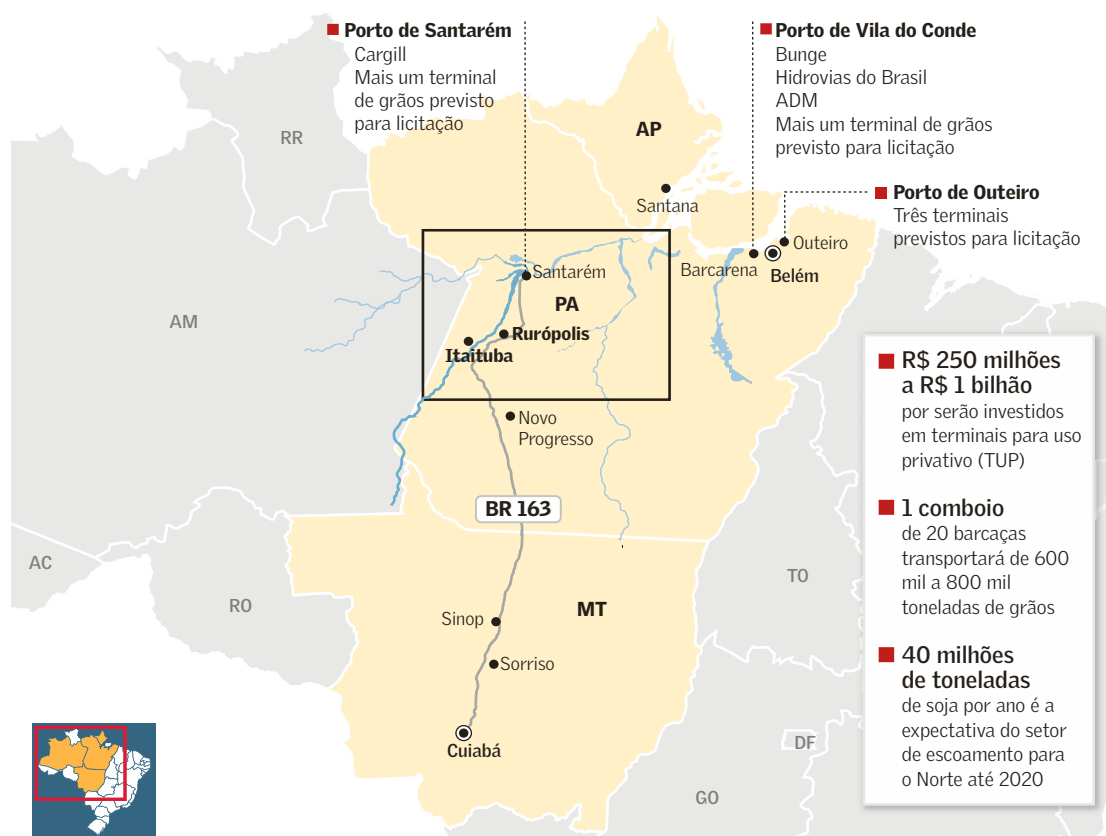 Porto de Santarém
Cargill
Mais um terminal
de grãos previsto
para licitação
Porto de Vila do Conde
Bunge
Hidrovias do Brasil
ADM
Mais um terminal de grãos
previsto para licitação
Porto de Outeiro
Três terminais
previstos para licitação
RR
AP
Santana
Outeiro
Barcarena
Belém
Santarém
PA
AM
Rurópolis
Itaituba
Novo
Progresso
BR 163
AC
RO
TO
MT
Sinop
Sorriso
Cuiabá
DF
GO
R$ 250 milhões
a R$ 1 bilhão
por serão investidos
em terminais para uso
privativo (TUP)
1 comboio
de 20 barcaças
transportará de 600
mil a 800 mil
toneladas de grãos
40 milhões
de toneladas
de soja por ano é a
expectativa do setor
de escoamento para
o Norte até 2020